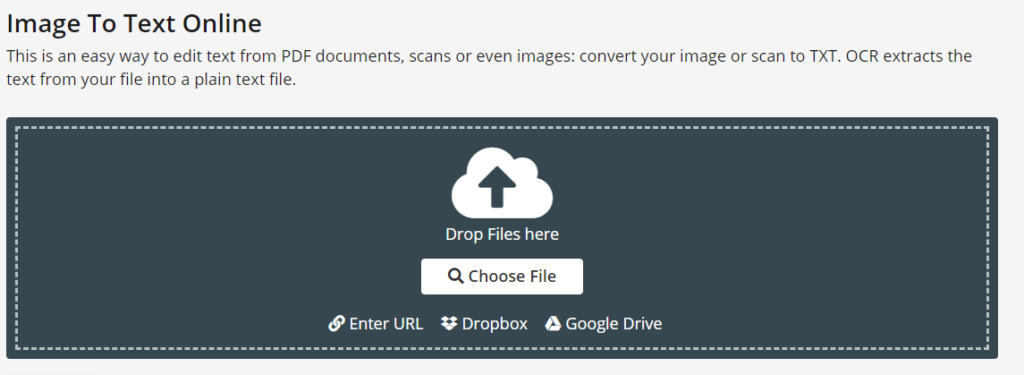 Image To Text Online
This is an easy way to edit text from PDF documents, scans or even images: convert your image or scan to TXT. OCR extracts the
text from your file into a plain text file.
Drop Files here
Choose File
Enter URL Dropbox Google Drive